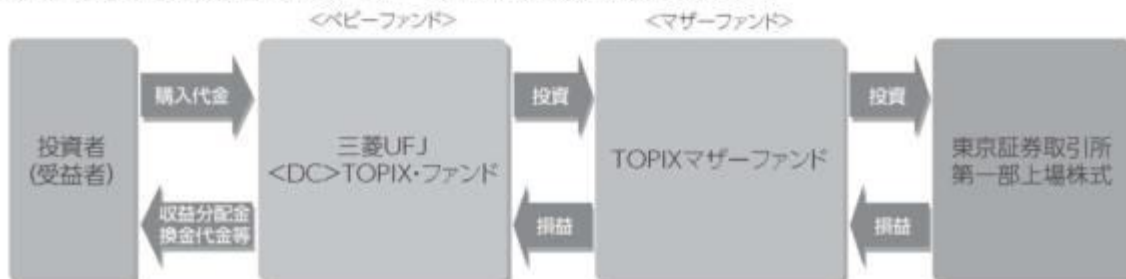 <ベビーファンド>
<マザーファンド>
投資者
(受益者)
購入代金
収益分配金
換金代金等
三菱UFJ
<DC>TOPIX・ファンド
投資
損益
TOPIXマザーファンド
投資
損益
東京証券取引所
第一部上場株式